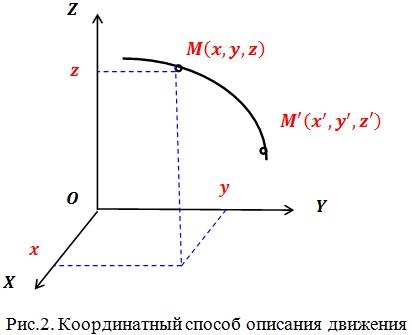 Z
M(x, y, z)
z
M′(x′, y′, z′)
O
y
Y
x
X
Рис.2. Координатный способ описания движения